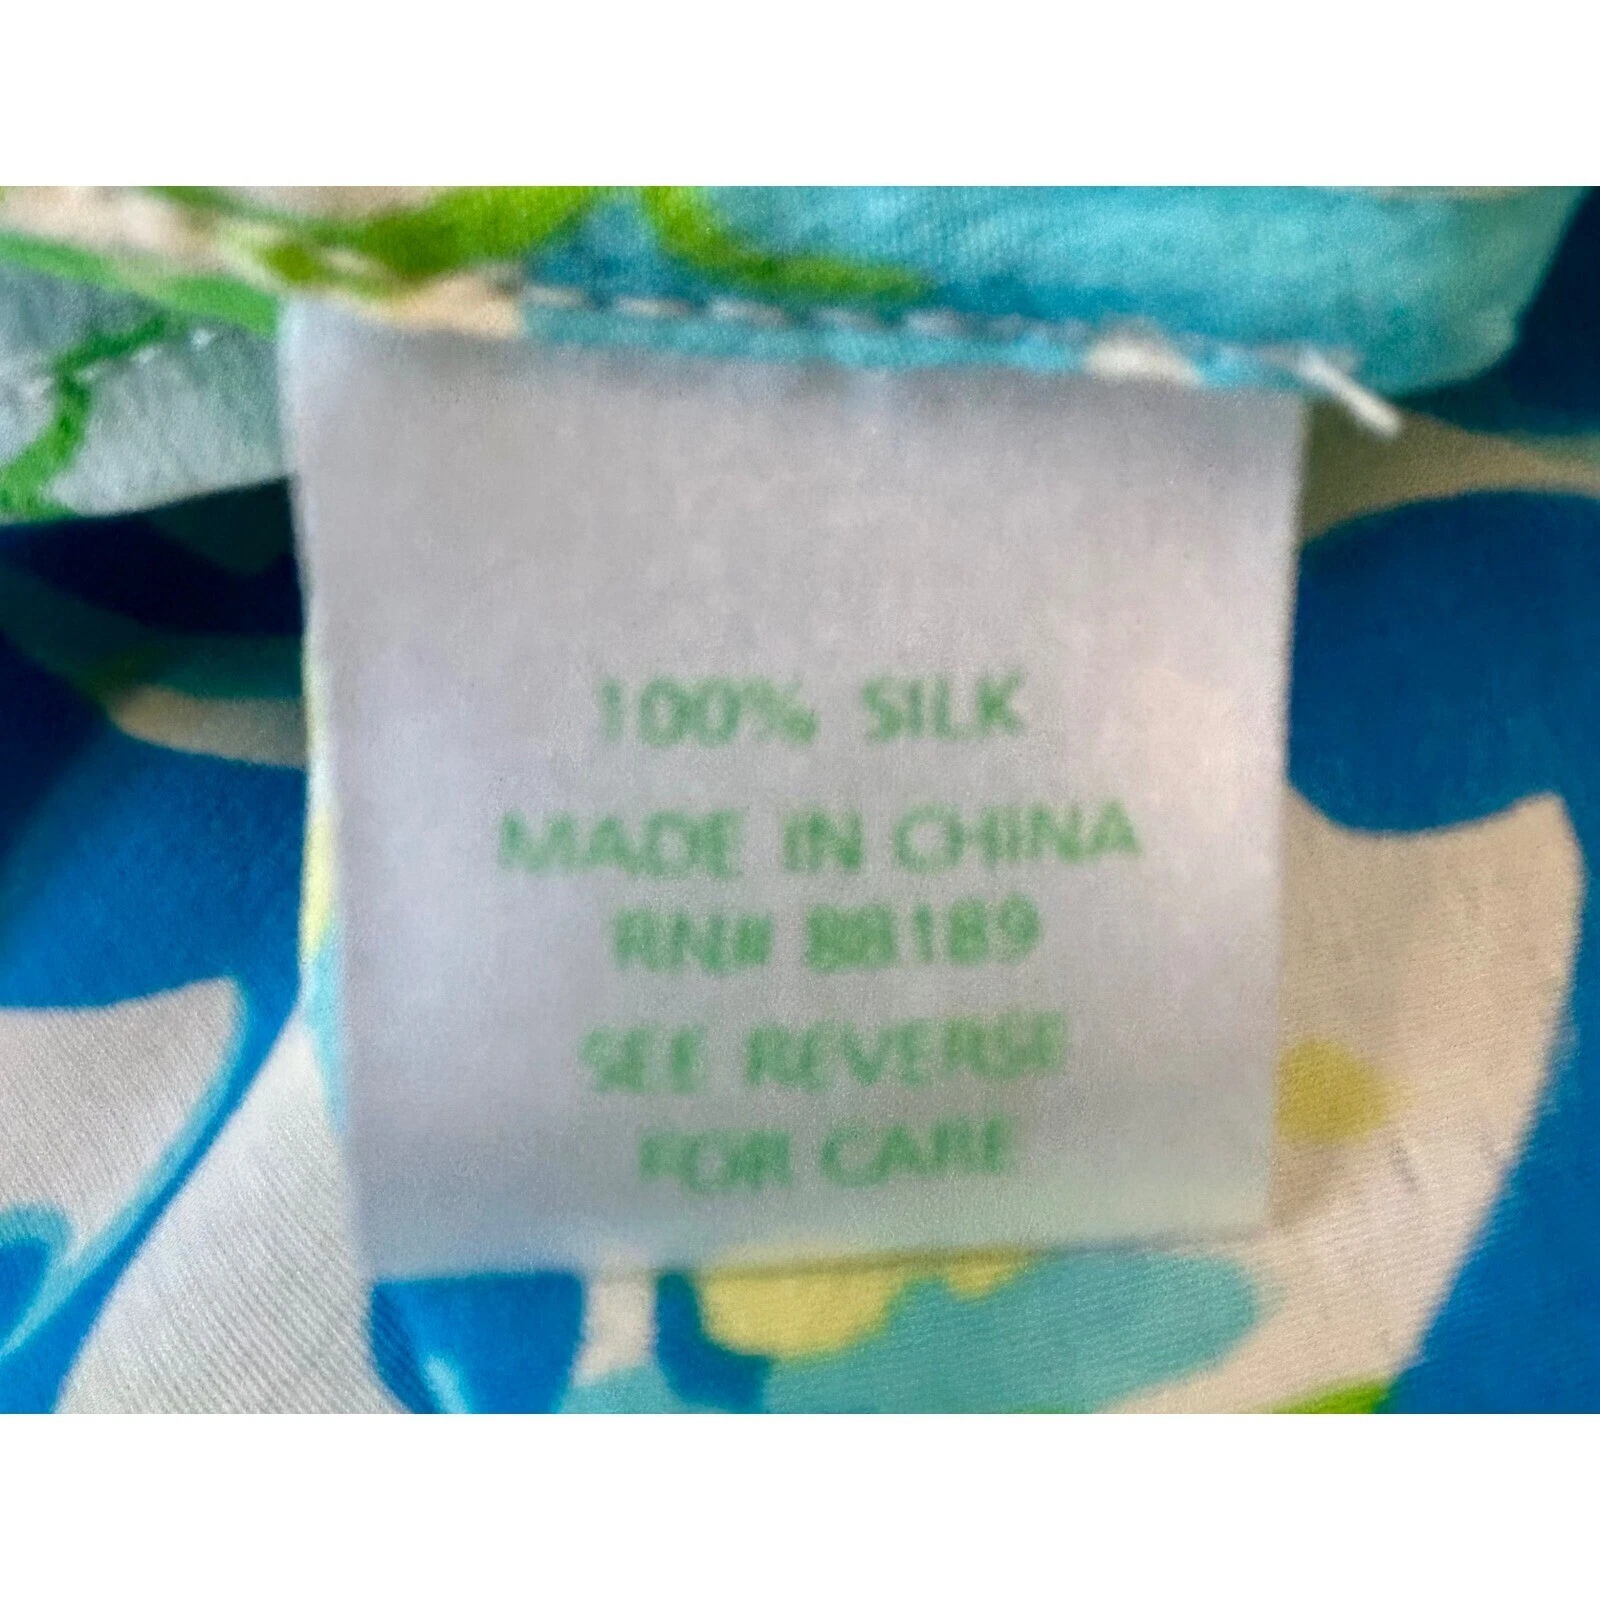 100% SILK
MADE IN CHINA
RN# 88189
SEE REVERSE
FOR CARE